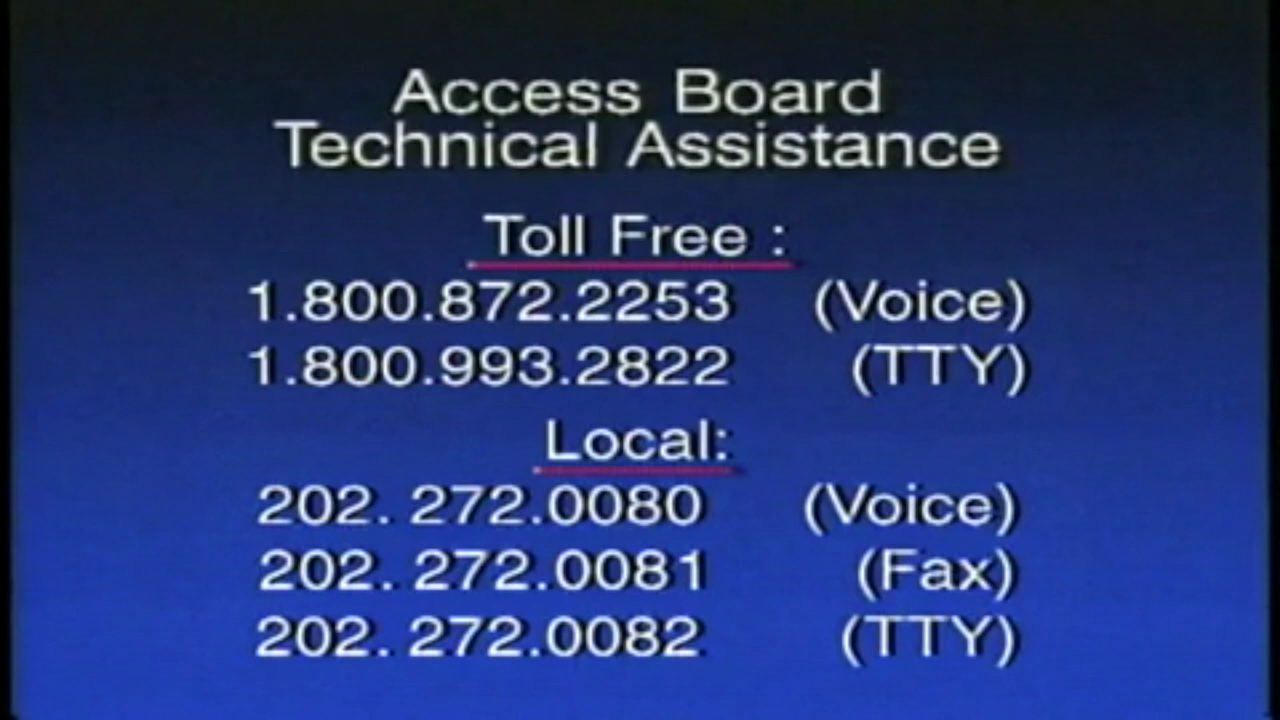 Access Board
Technical Assistance
Toll Free :
1.800.872.2253 (Voice)
1.800.993.2822 (TTY)
Local:
202. 272.0080 (Voice)
202. 272.0081 (Fax)
202. 272.0082 (TTY)